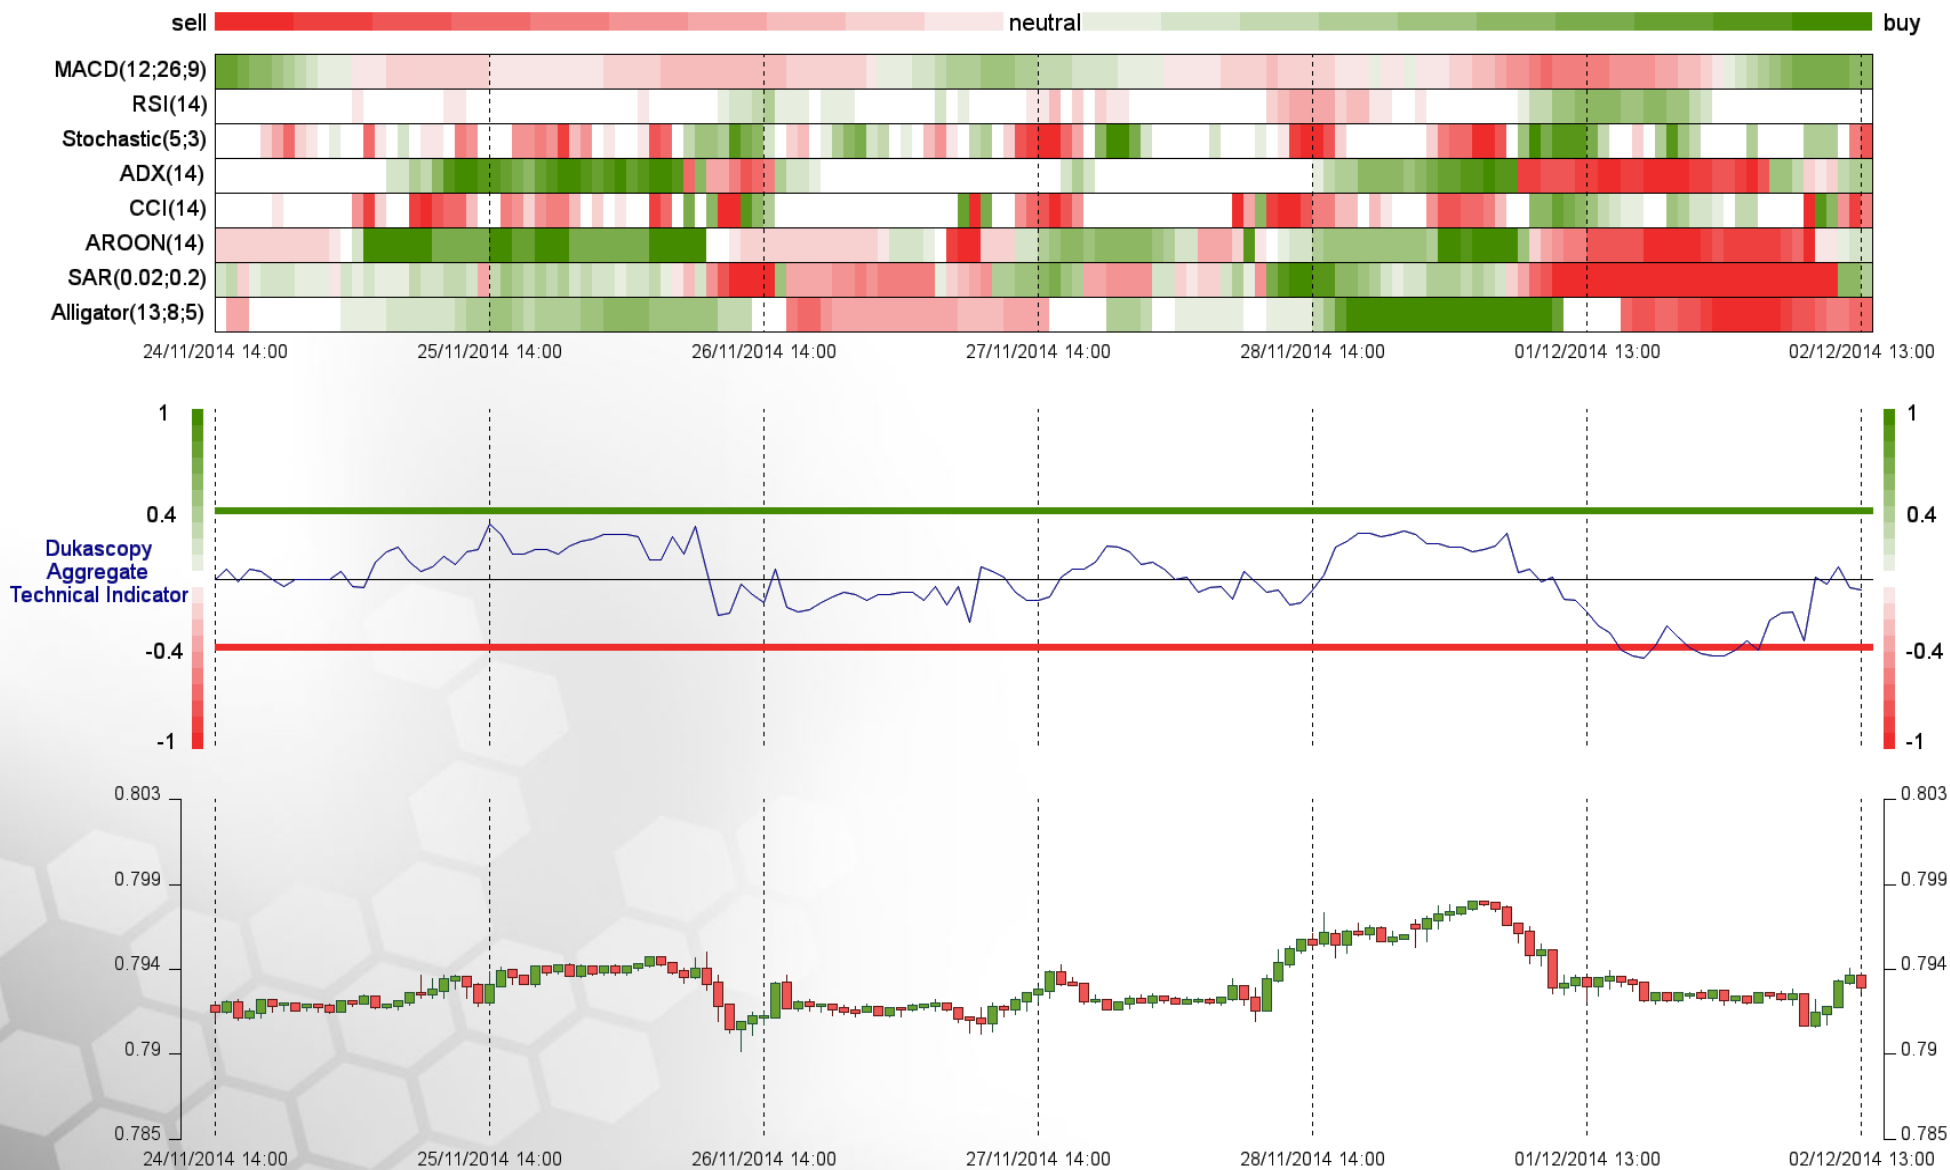 sell neutral buy
MACD(12;26;9)
RSI(14)
Stochastic(5;3)
ADX(14)
CCI(14)
AROON(14)
SAR(0.02;0.2)
Alligator(13;8;5)
24/11/2014 14:00 25/11/2014 14:00 26/11/2014 14:00 27/11/2014 14:00 28/11/2014 14:00 01/12/2014 13:00 02/12/2014 13:00
1 1
0.4 0.4
Dukascopy
Aggregate
Technical Indicator
-0.4 -0.4
-1 -1
0.803 0.803
0.799 0.799
0.794 0.794
0.79 0.79
0.785 0.785
24/11/2014 14:00 25/11/2014 14:00 26/11/2014 14:00 27/11/2014 14:00 28/11/2014 14:00 01/12/2014 13:00 02/12/2014 13:00